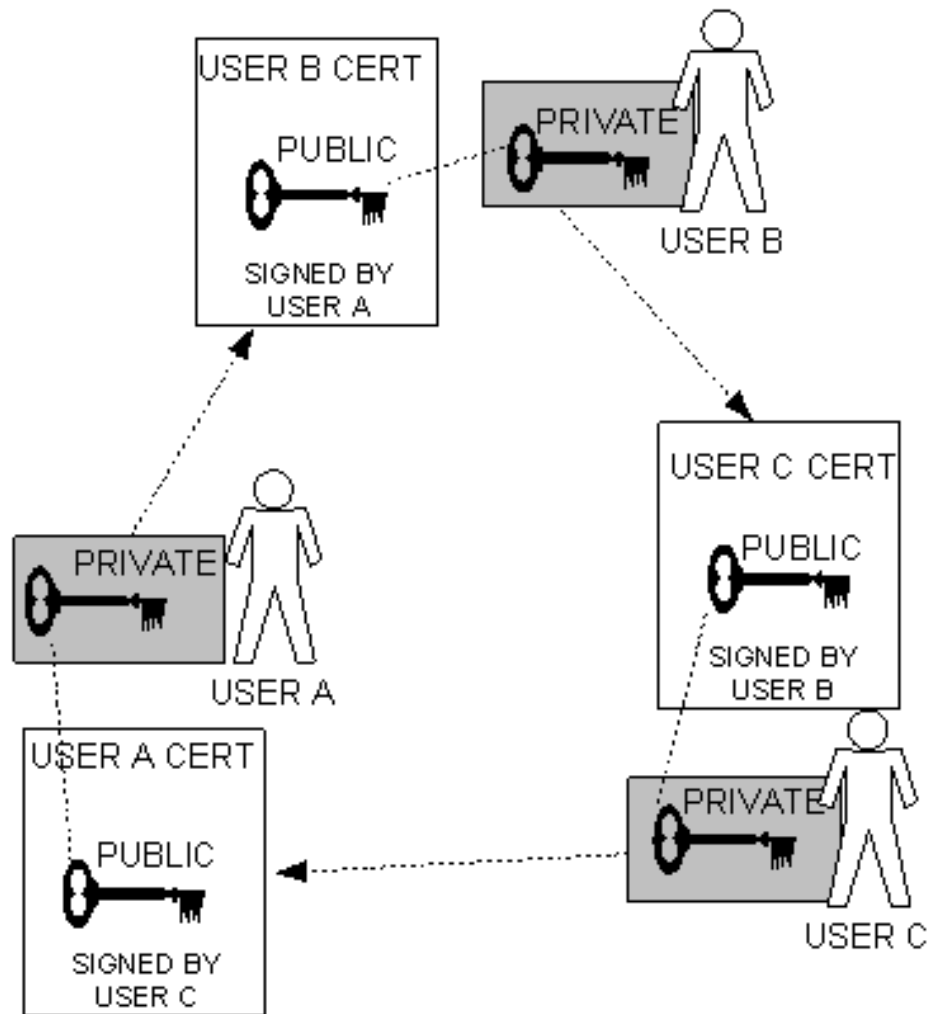 USER B CERT
PUBLIC
SIGNED BY
USER A
PRIVATE
USER B
USER C CERT
PUBLIC
SIGNED BY
USER B
PRIVATE
USER A
USER A CERT
PUBLIC
SIGNED BY
USER C
PRIVATE
USER C